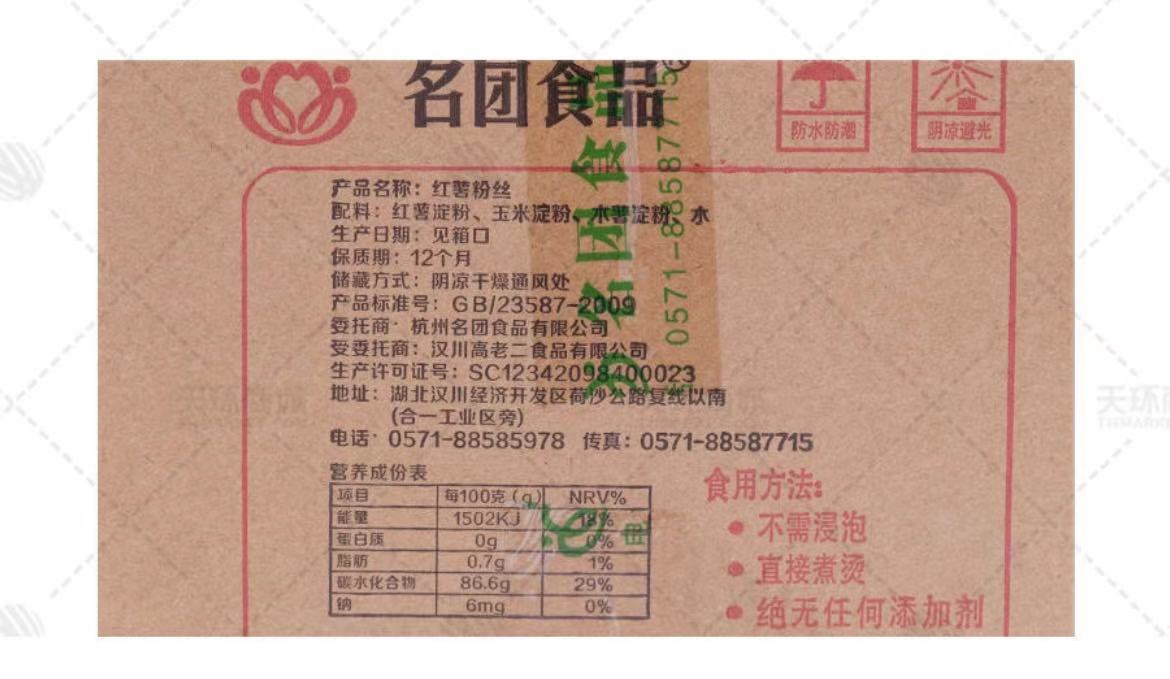 名团食品
防水防潮
阴凉避光
产品名称：红薯粉丝
配料：红薯淀粉、玉米淀粉、木薯淀粉、水
生产日期：见箱口
保质期：12个月
储藏方式：阴凉干燥通风处
产品标准号：GB/23587-2009
委托商：杭州名团食品有限公司
受委托商：汉川高老二食品有限公司
生产许可证号：SC12342098400023
地址：湖北汉川经济开发区荷沙公路复线以南
(合一工业区旁)
电话：0571-88585978 传真：0571-88587715
营养成份表
项目 每100克（g） NRV%
能量 1502KJ 18%
蛋白质 0g 0%
脂肪 0.7g 1%
碳水化合物 86.6g 29%
钠 6mg 0%
食用方法：
● 不需浸泡
● 直接煮烫
● 绝无任何添加剂
名团食品
0571-88587715
电
天环